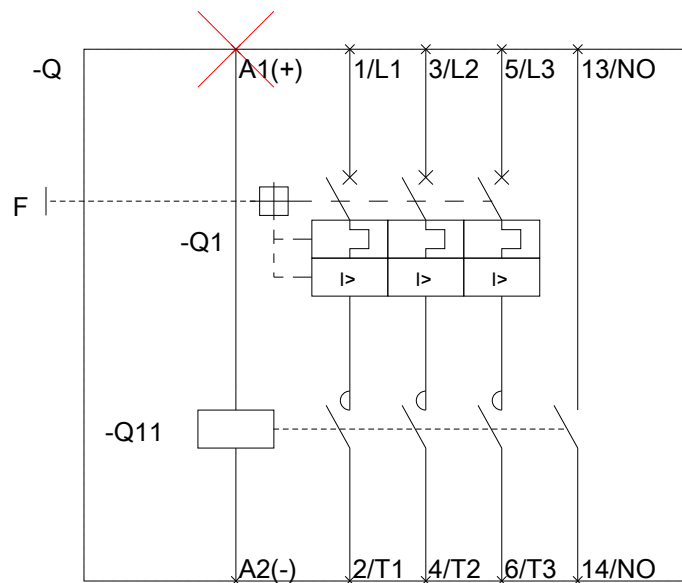 -Q A1(+) 1/L1 3/L2 5/L3 13/NO
F
-Q1
I> I> I>
-Q11
A2(-) 2/T1 4/T2 6/T3 14/NO